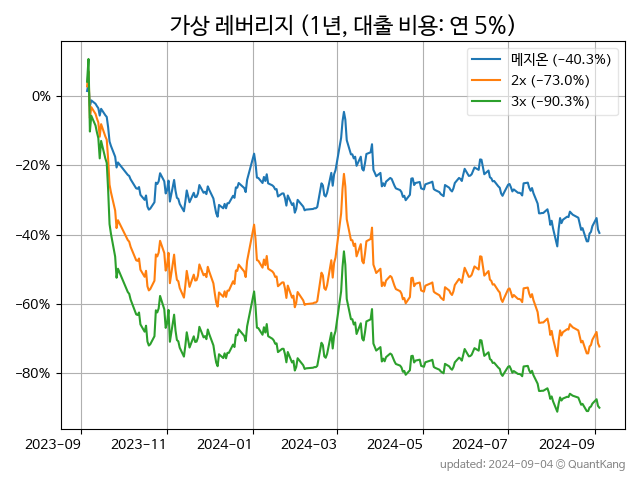 가상 레버리지 (1년, 대출 비용: 연 5%)
메지온 (−40.3%)
2x (−73.0%)
3x (−90.3%)
0%
−20%
−40%
−60%
−80%
2023−09 2023−11 2024−01 2024−03 2024−05 2024−07 2024−09
updated: 2024−09−04 © QuantKang